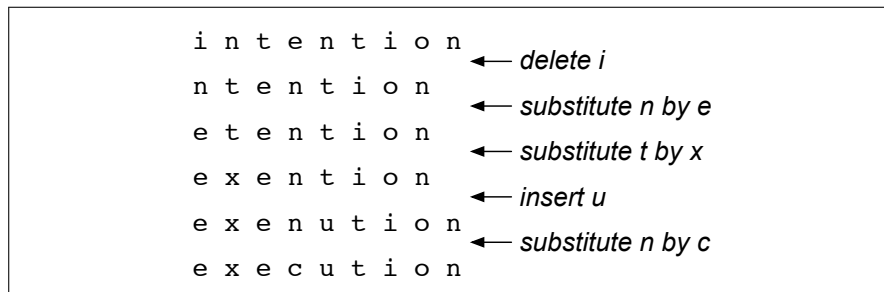 i n t e n t i o n
delete i
n t e n t i o n
substitute n by e
e t e n t i o n
substitute t by x
e x e n t i o n
insert u
e x e n u t i o n
substitute n by c
e x e c u t i o n